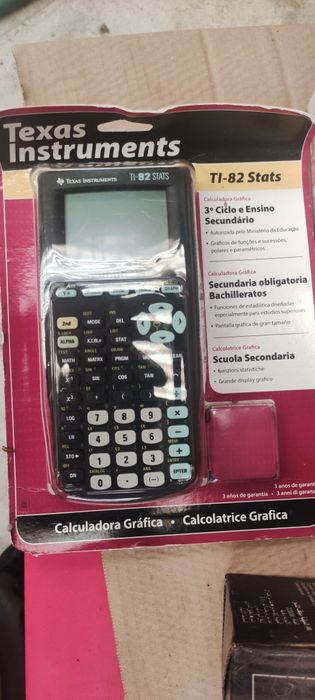 Texas
Instruments
TEXAS INSTRUMENTS TI-82 STATS
TI-82 Stats
Calculadora Gráfica
3º Ciclo e Ensino
Secundário
• Autorizada pelo Ministério da Educação
• Gráficos de funções e sucessões,
polares e paramétricos
Calculadora Gráfica
Secundaria obligatoria
Bachilleratos
• Funciones de estadística diseñadas
especialmente para estudios superiores
• Pantalla gráfica de gran tamaño
Calcolatrice Grafica
Scuola Secondaria
• funzioni statistiche
• Grande display grafico
GRAPH
2nd MODE DEL
ALPHA X,T,θ,n STAT
MATH MATRX PRGM
SIN COS TAN
x² , ( )
LOG 7 8 9 ×
LN 4 5 6 −
STO▸ 1 2 3 +
ON 0 . (−) ENTER
3 anos de garant
3 años de garantía • 3 anni di garan
Calculadora Gráfica • Calcolatrice Grafica